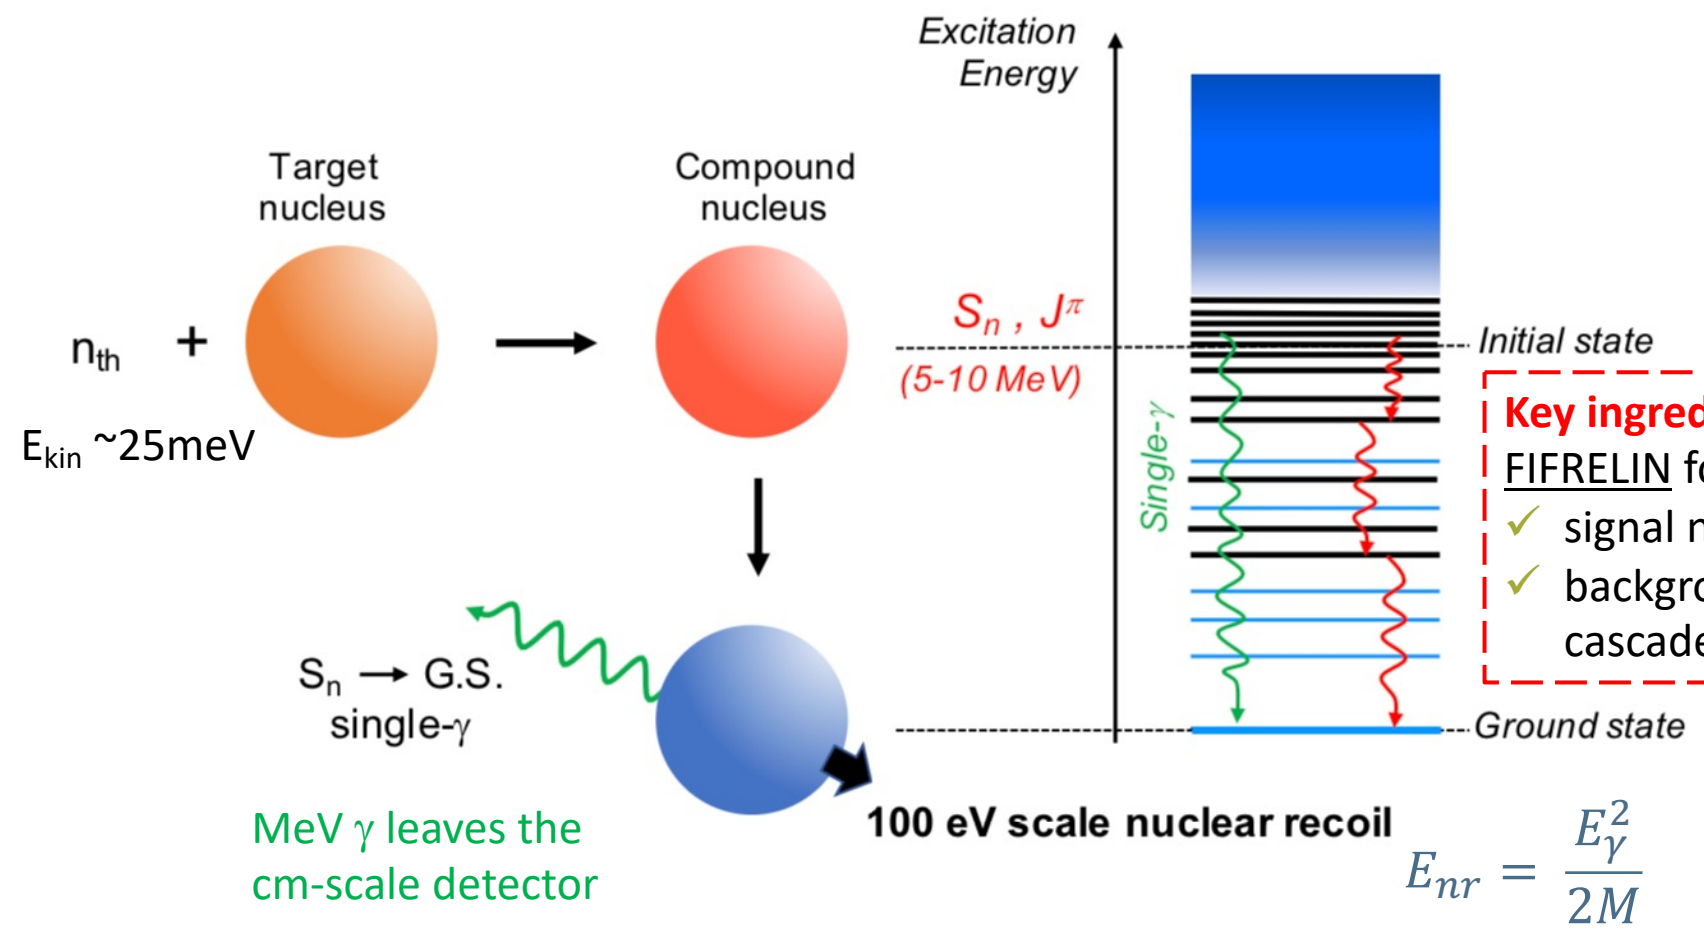 Excitation
Energy
Target
nucleus
Compound
nucleus
n_th +
E_kin ~25meV
S_n , J^π
(5-10 MeV)
Single-γ
Initial state
Key ingred
FIFRELIN fo
✓ signal n
✓ backgro
cascade
S_n → G.S.
single-γ
Ground state
MeV γ leaves the
cm-scale detector
100 eV scale nuclear recoil
E_nr = E_γ^2 / 2M